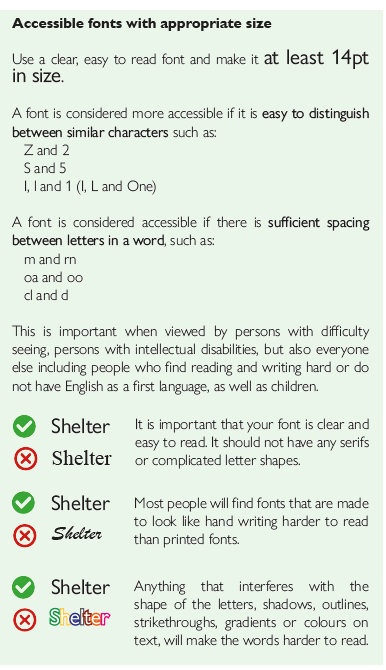 Accessible fonts with appropriate size
Use a clear, easy to read font and make it at least 14pt
in size.
A font is considered more accessible if it is easy to distinguish
between similar characters such as:
Z and 2
S and 5
I, l and 1 (I, L and One)
A font is considered accessible if there is sufficient spacing
between letters in a word, such as:
m and rn
oa and oo
cl and d
This is important when viewed by persons with difficulty
seeing, persons with intellectual disabilities, but also everyone
else including people who find reading and writing hard or do
not have English as a first language, as well as children.
Shelter
Shelter
It is important that your font is clear and
easy to read. It should not have any serifs
or complicated letter shapes.
Shelter
Shelter
Most people will find fonts that are made
to look like hand writing harder to read
than printed fonts.
Shelter
Shelter
Anything that interferes with the
shape of the letters, shadows, outlines,
strikethroughs, gradients or colours on
text, will make the words harder to read.